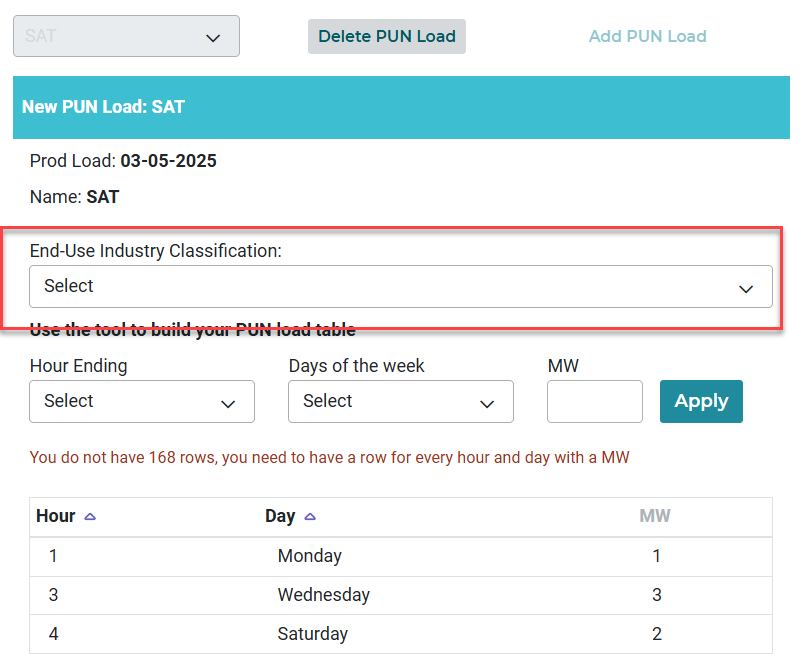 SAT Delete PUN Load Add PUN Load
New PUN Load: SAT
Prod Load: 03-05-2025
Name: SAT
End-Use Industry Classification:
Select
Use the tool to build your PUN load table
Hour Ending Days of the week MW
Select Select Apply
You do not have 168 rows, you need to have a row for every hour and day with a MW
Hour Day MW
1 Monday 1
3 Wednesday 3
4 Saturday 2